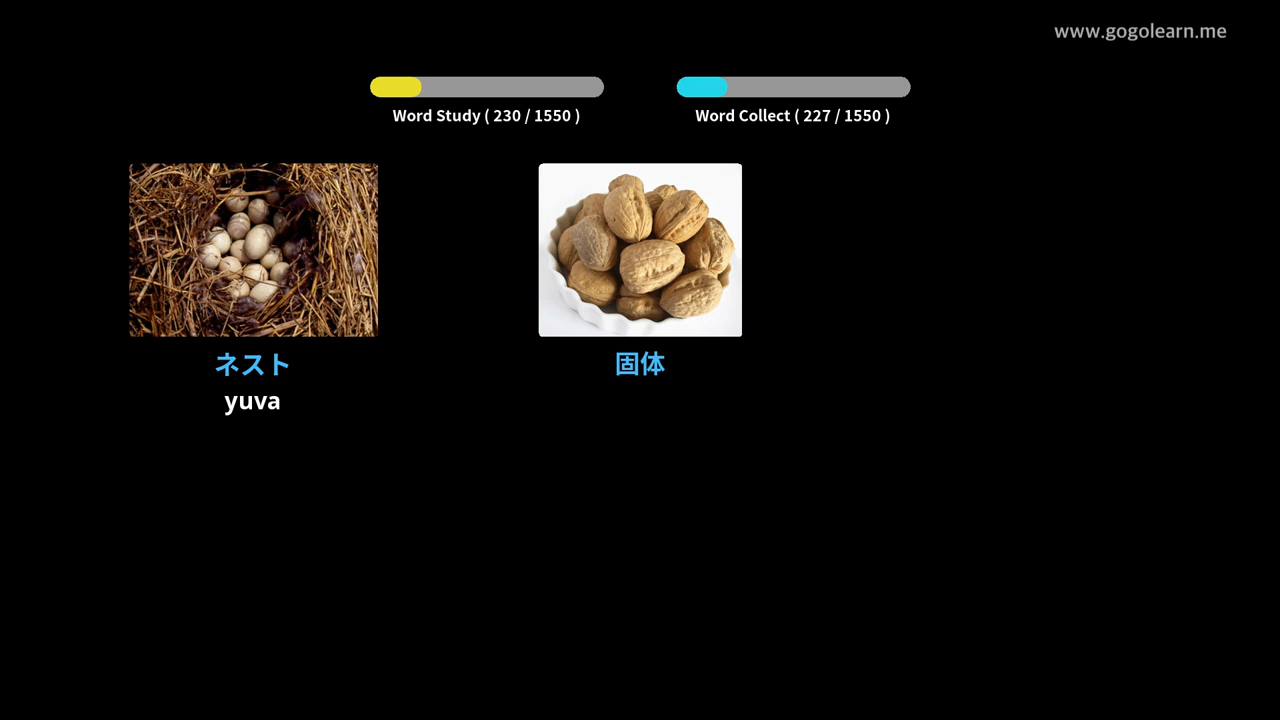 www.gogolearn.me
Word Study ( 230 / 1550 )
Word Collect ( 227 / 1550 )
ネスト
yuva
固体